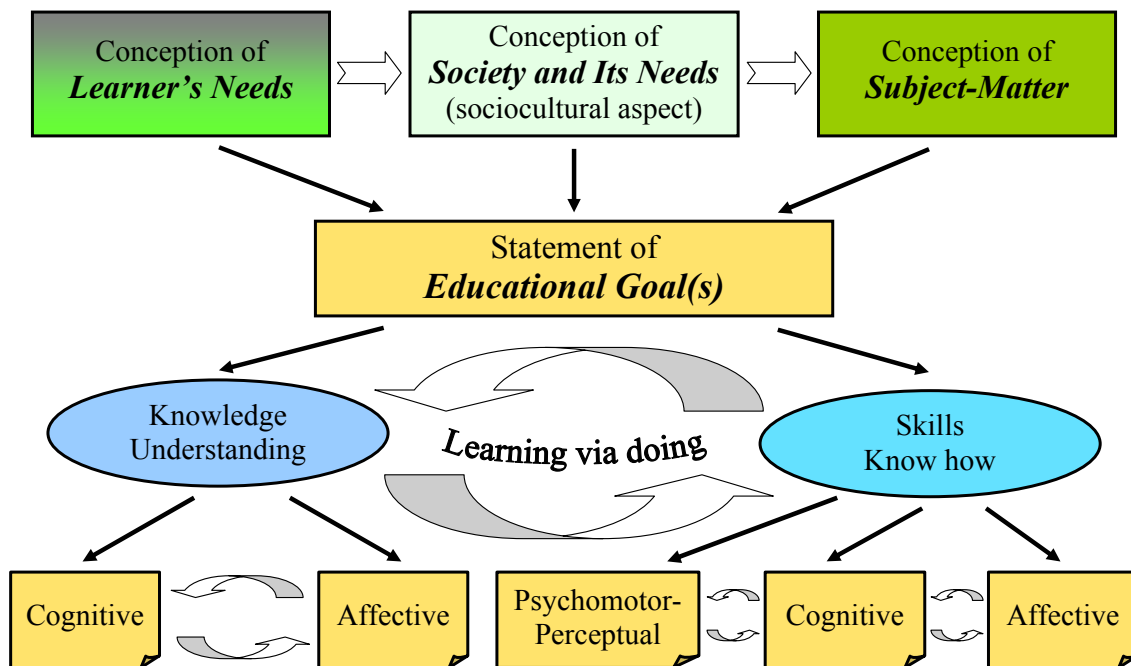 Conception of
Learner's Needs
Conception of
Society and Its Needs
(sociocultural aspect)
Conception of
Subject-Matter
Statement of
Educational Goal(s)
Knowledge
Understanding
Learning via doing
Skills
Know how
Cognitive
Affective
Psychomotor-
Perceptual
Cognitive
Affective